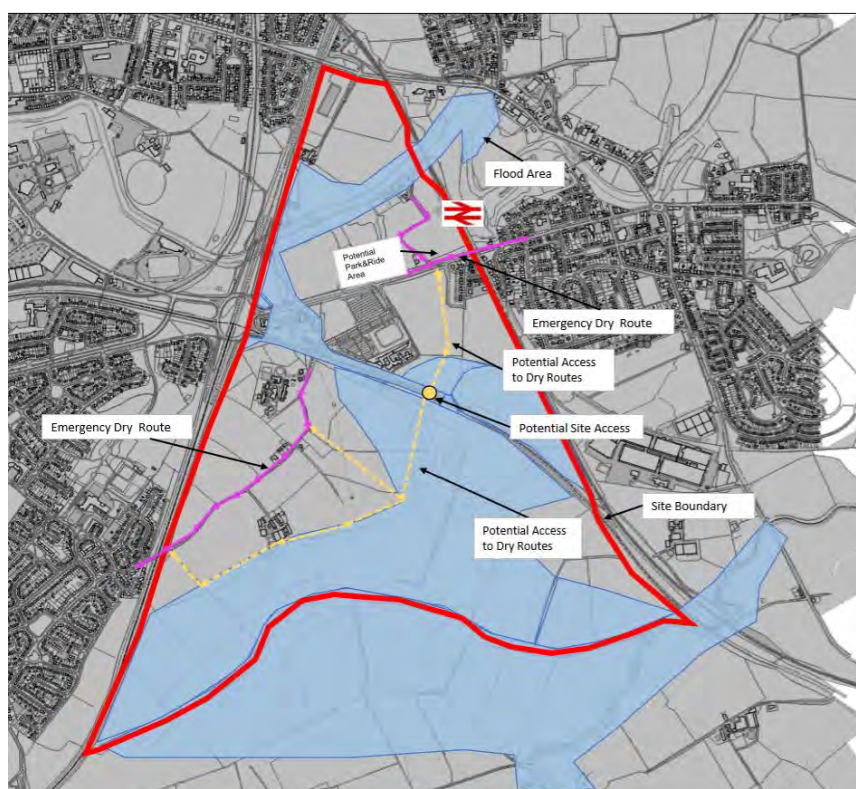 Flood Area
Potential
Park&Ride
Area
Emergency Dry Route
Potential Access
to Dry Routes
Emergency Dry Route
Potential Site Access
Site Boundary
Potential Access
to Dry Routes